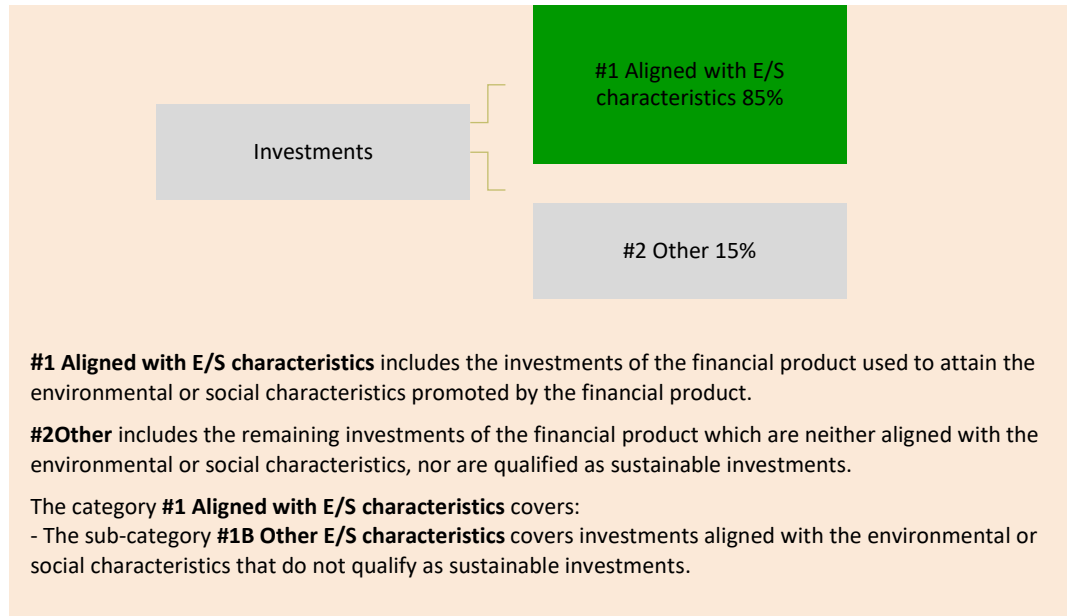 #1 Aligned with E/S
characteristics 85%
Investments
#2 Other 15%
#1 Aligned with E/S characteristics includes the investments of the financial product used to attain the
environmental or social characteristics promoted by the financial product.
#2Other includes the remaining investments of the financial product which are neither aligned with the
environmental or social characteristics, nor are qualified as sustainable investments.
The category #1 Aligned with E/S characteristics covers:
- The sub-category #1B Other E/S characteristics covers investments aligned with the environmental or
social characteristics that do not qualify as sustainable investments.